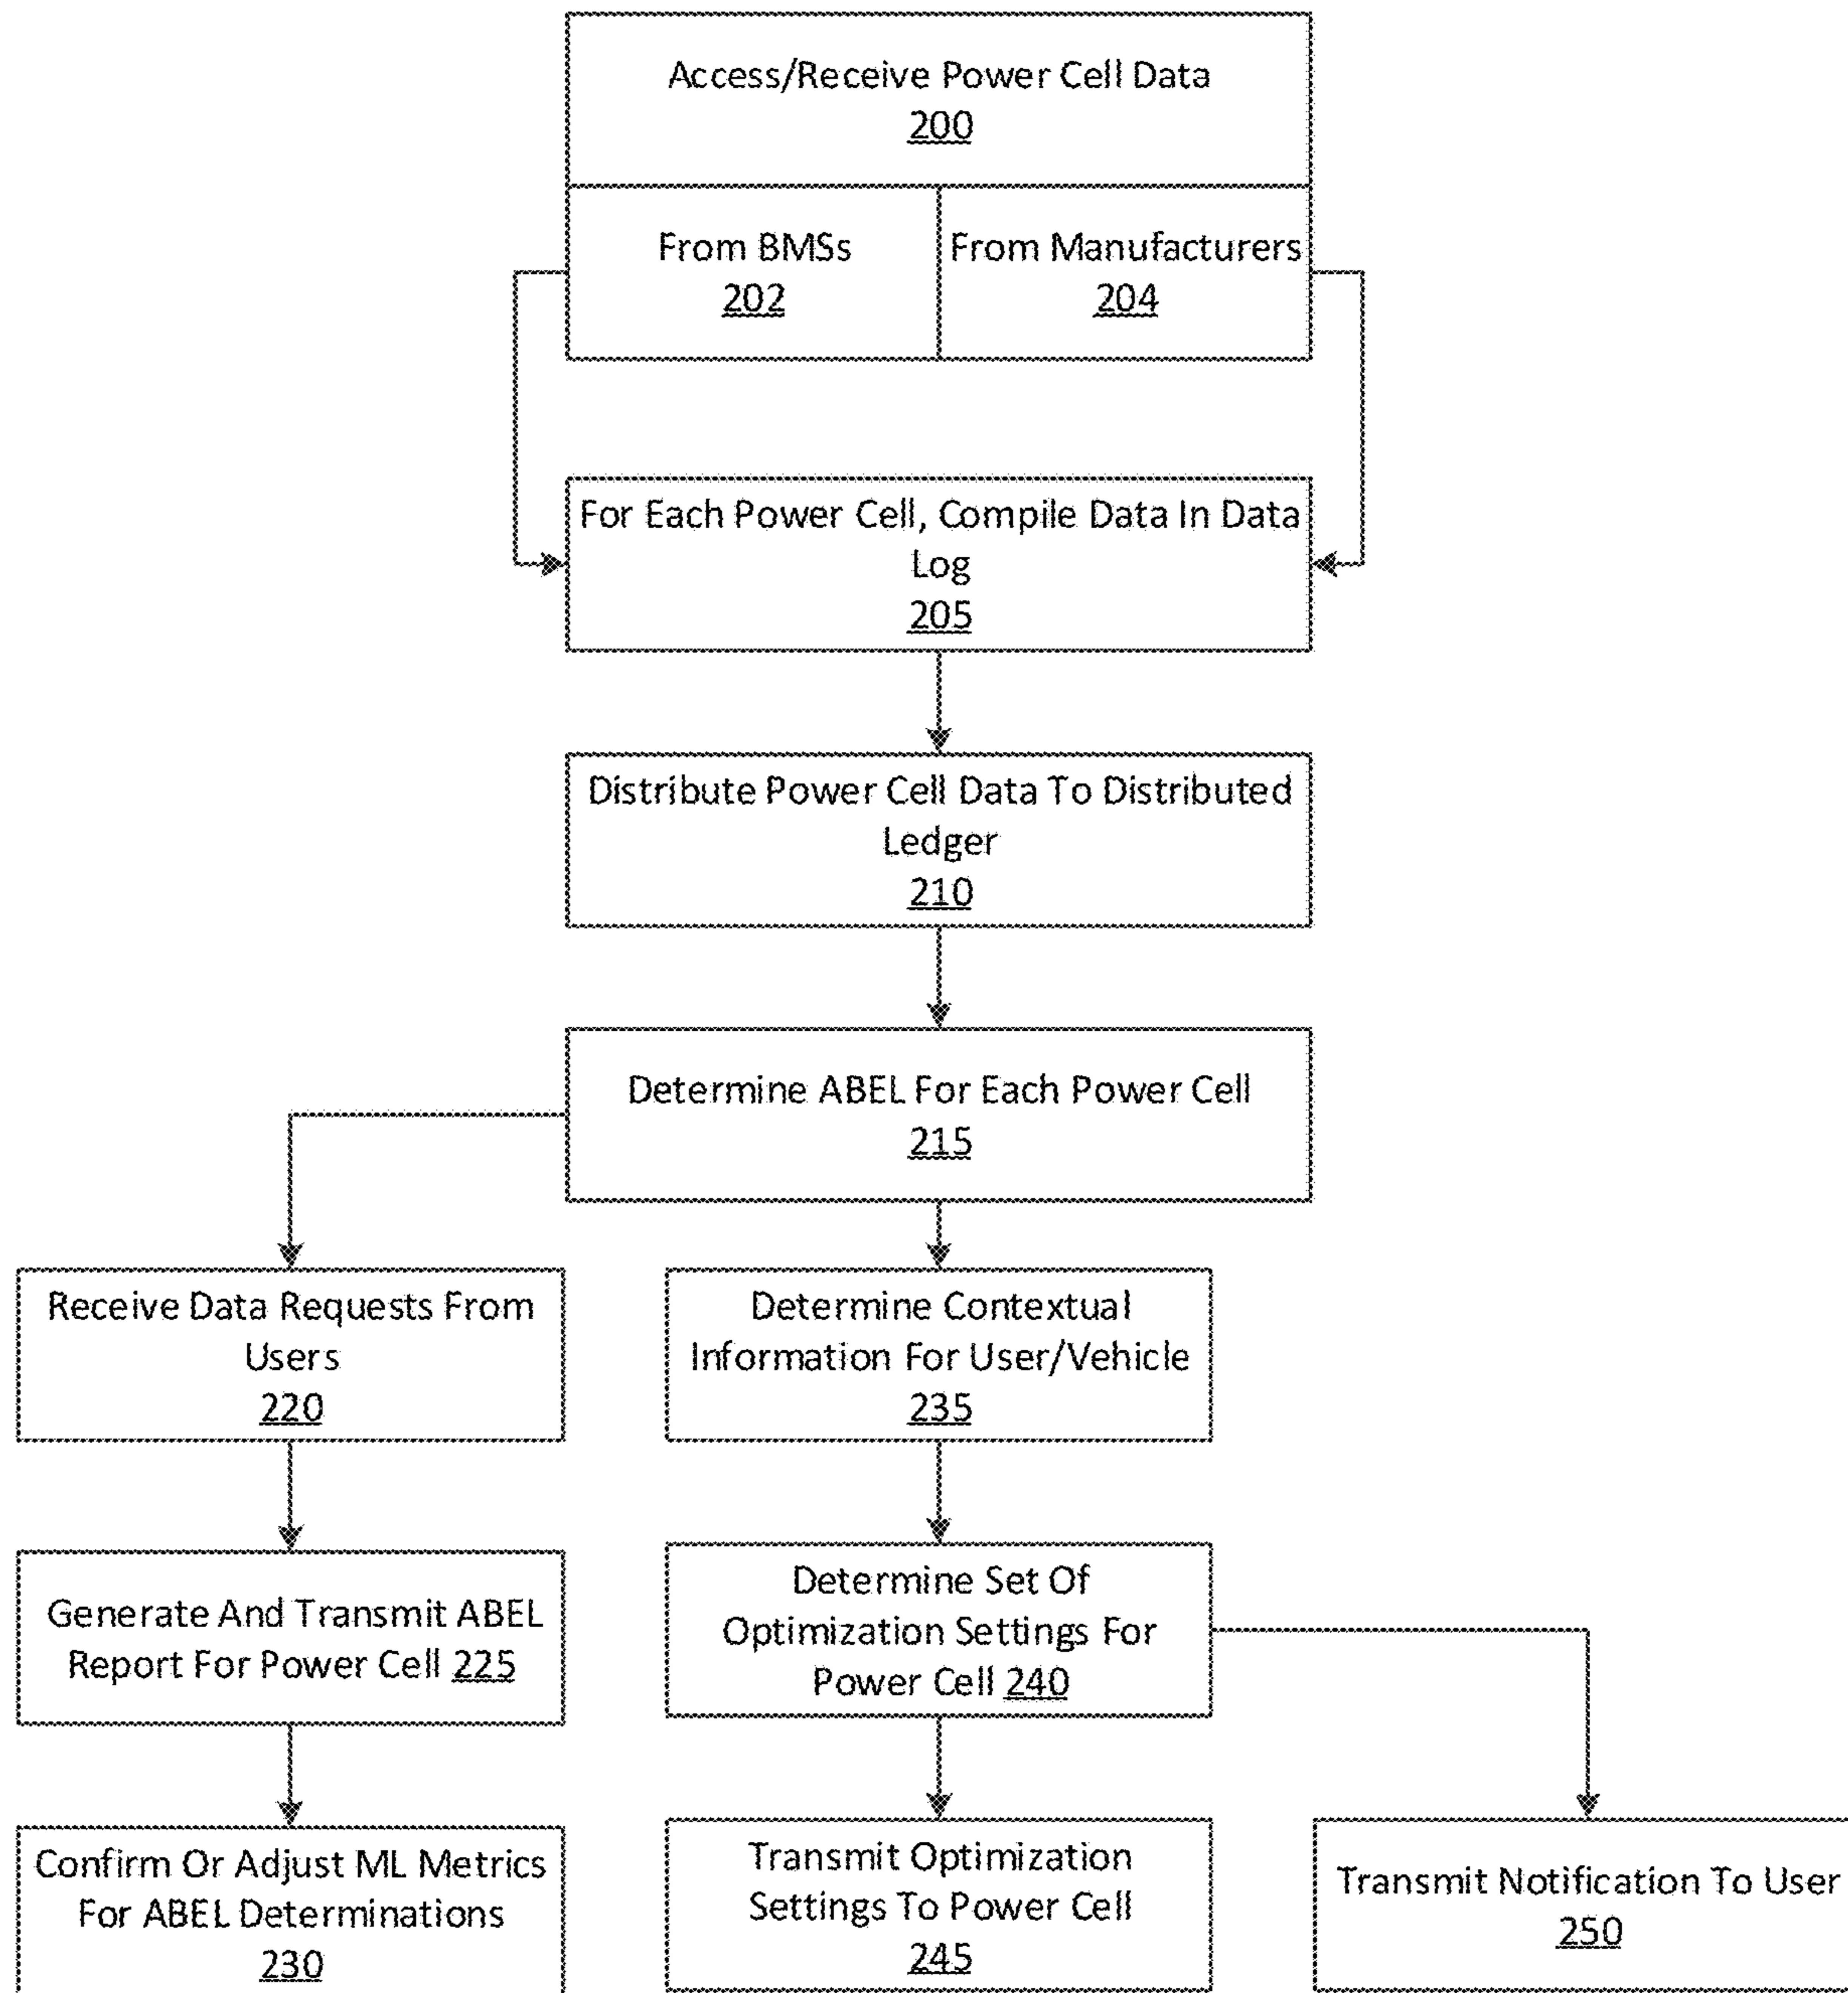 Access/Receive Power Cell Data
200
From BMSs
202
From Manufacturers
204
For Each Power Cell, Compile Data In Data
Log
205
Distribute Power Cell Data To Distributed
Ledger
210
Determine ABEL For Each Power Cell
215
Receive Data Requests From
Users
220
Determine Contextual
Information For User/Vehicle
235
Generate And Transmit ABEL
Report For Power Cell 225
Determine Set Of
Optimization Settings For
Power Cell 240
Confirm Or Adjust ML Metrics
For ABEL Determinations
230
Transmit Optimization
Settings To Power Cell
245
Transmit Notification To User
250